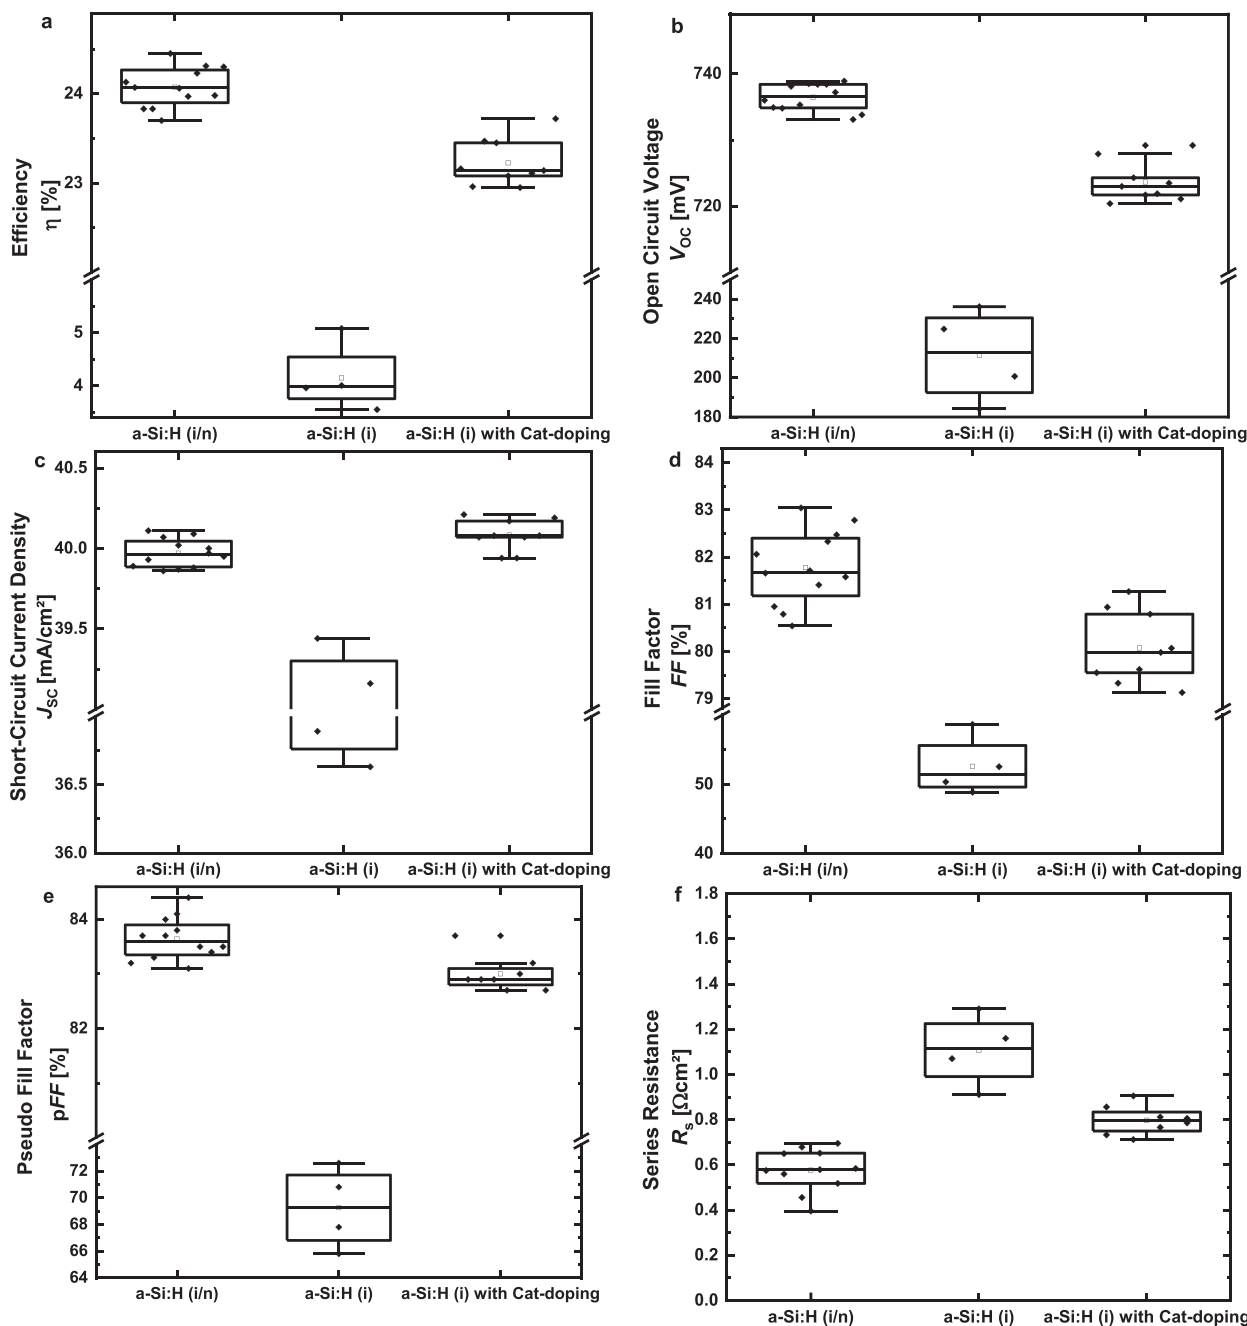 a
Efficiency
η [%]
24
23
5
4
a-Si:H (i/n)
a-Si:H (i)
a-Si:H (i) with Cat-doping
b
Open Circuit Voltage
V_OC [mV]
740
720
240
220
200
180
a-Si:H (i/n)
a-Si:H (i)
a-Si:H (i) with Cat-doping
c
Short-Circuit Current Density
J_SC [mA/cm²]
40.5
40.0
39.5
36.5
36.0
a-Si:H (i/n)
a-Si:H (i)
a-Si:H (i) with Cat-doping
d
Fill Factor
FF [%]
84
83
82
81
80
79
50
40
a-Si:H (i/n)
a-Si:H (i)
a-Si:H (i) with Cat-doping
e
Pseudo Fill Factor
pFF [%]
84
82
72
70
68
66
64
a-Si:H (i/n)
a-Si:H (i)
a-Si:H (i) with Cat-doping
f
Series Resistance
R_s [Ωcm²]
1.8
1.6
1.4
1.2
1.0
0.8
0.6
0.4
0.2
0.0
a-Si:H (i/n)
a-Si:H (i)
a-Si:H (i) with Cat-doping